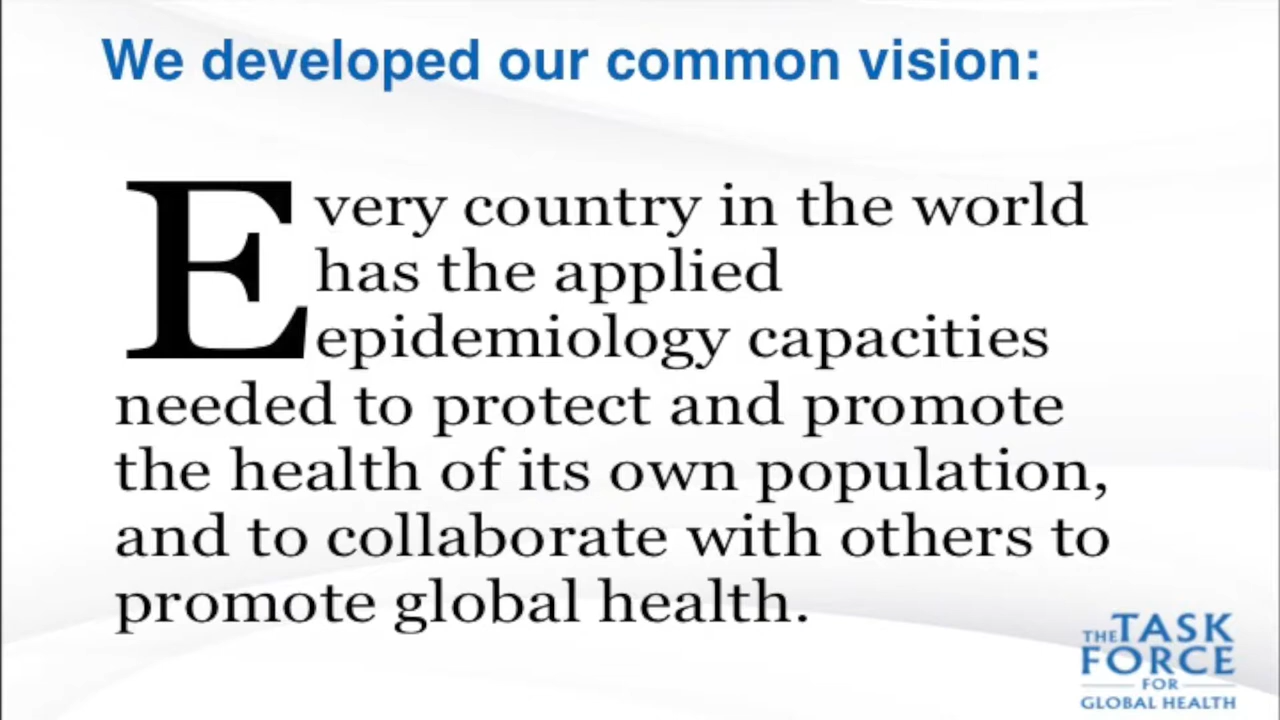 We developed our common vision:
Every country in the world
has the applied
epidemiology capacities
needed to protect and promote
the health of its own population,
and to collaborate with others to
promote global health.
THE TASK
FORCE
FOR
GLOBAL HEALTH